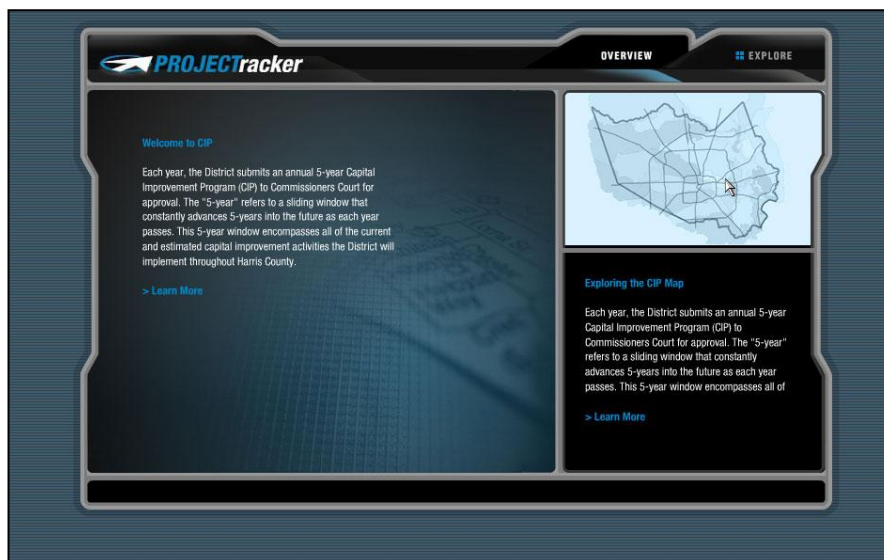 PROJECTracker
OVERVIEW
EXPLORE
Welcome to CIP
Each year, the District submits an annual 5-year Capital
Improvement Program (CIP) to Commissioners Court for
approval. The "5-year" refers to a sliding window that
constantly advances 5-years into the future as each year
passes. This 5-year window encompasses all of the current
and estimated capital improvement activities the District will
implement throughout Harris County.
> Learn More
Exploring the CIP Map
Each year, the District submits an annual 5-year
Capital Improvement Program (CIP) to
Commissioners Court for approval. The "5-year"
refers to a sliding window that constantly
advances 5-years into the future as each year
passes. This 5-year window encompasses all of
> Learn More